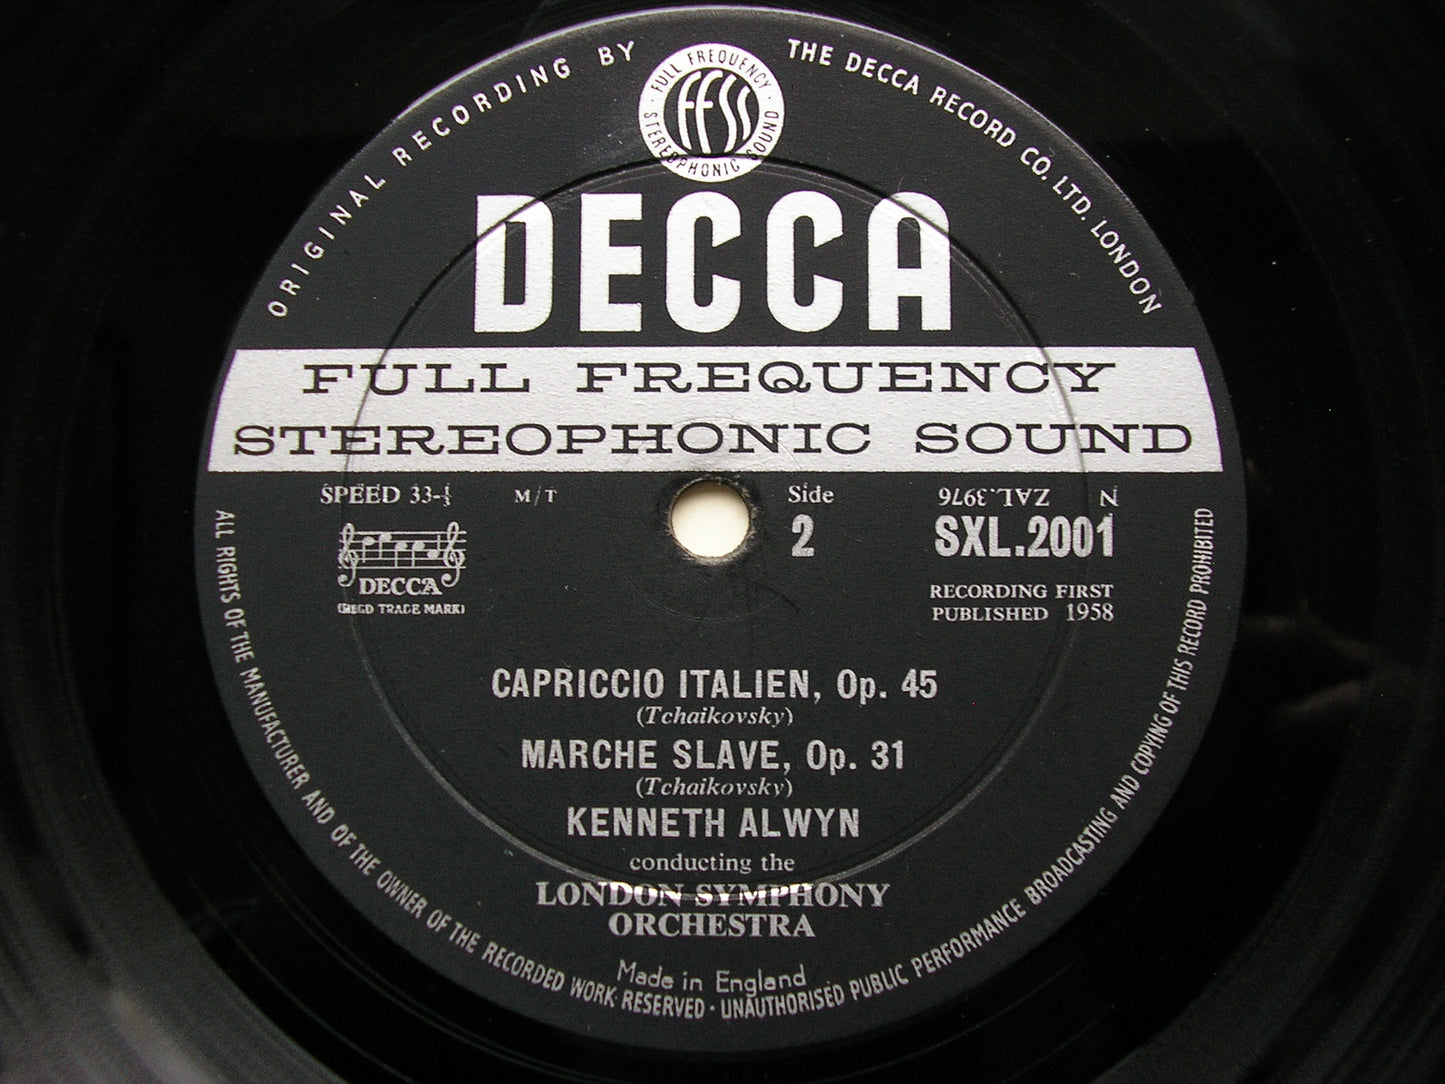 ORIGINAL RECORDING BY THE DECCA RECORD CO. LTD. LONDON
FULL FREQUENCY
FFSS
STEREOPHONIC SOUND
DECCA
FULL FREQUENCY
STEREOPHONIC SOUND
SPEED 33-⅓ M/T Side N ZAL.3976
2 SXL.2001
DECCA
(REGD TRADE MARK)
RECORDING FIRST
PUBLISHED 1958
CAPRICCIO ITALIEN, Op. 45
(Tchaikovsky)
MARCHE SLAVE, Op. 31
(Tchaikovsky)
KENNETH ALWYN
conducting the
LONDON SYMPHONY
ORCHESTRA
Made in England
ALL RIGHTS OF THE MANUFACTURER AND OF THE OWNER OF THE RECORDED WORK RESERVED · UNAUTHORISED PUBLIC PERFORMANCE BROADCASTING AND COPYING OF THIS RECORD PROHIBITED